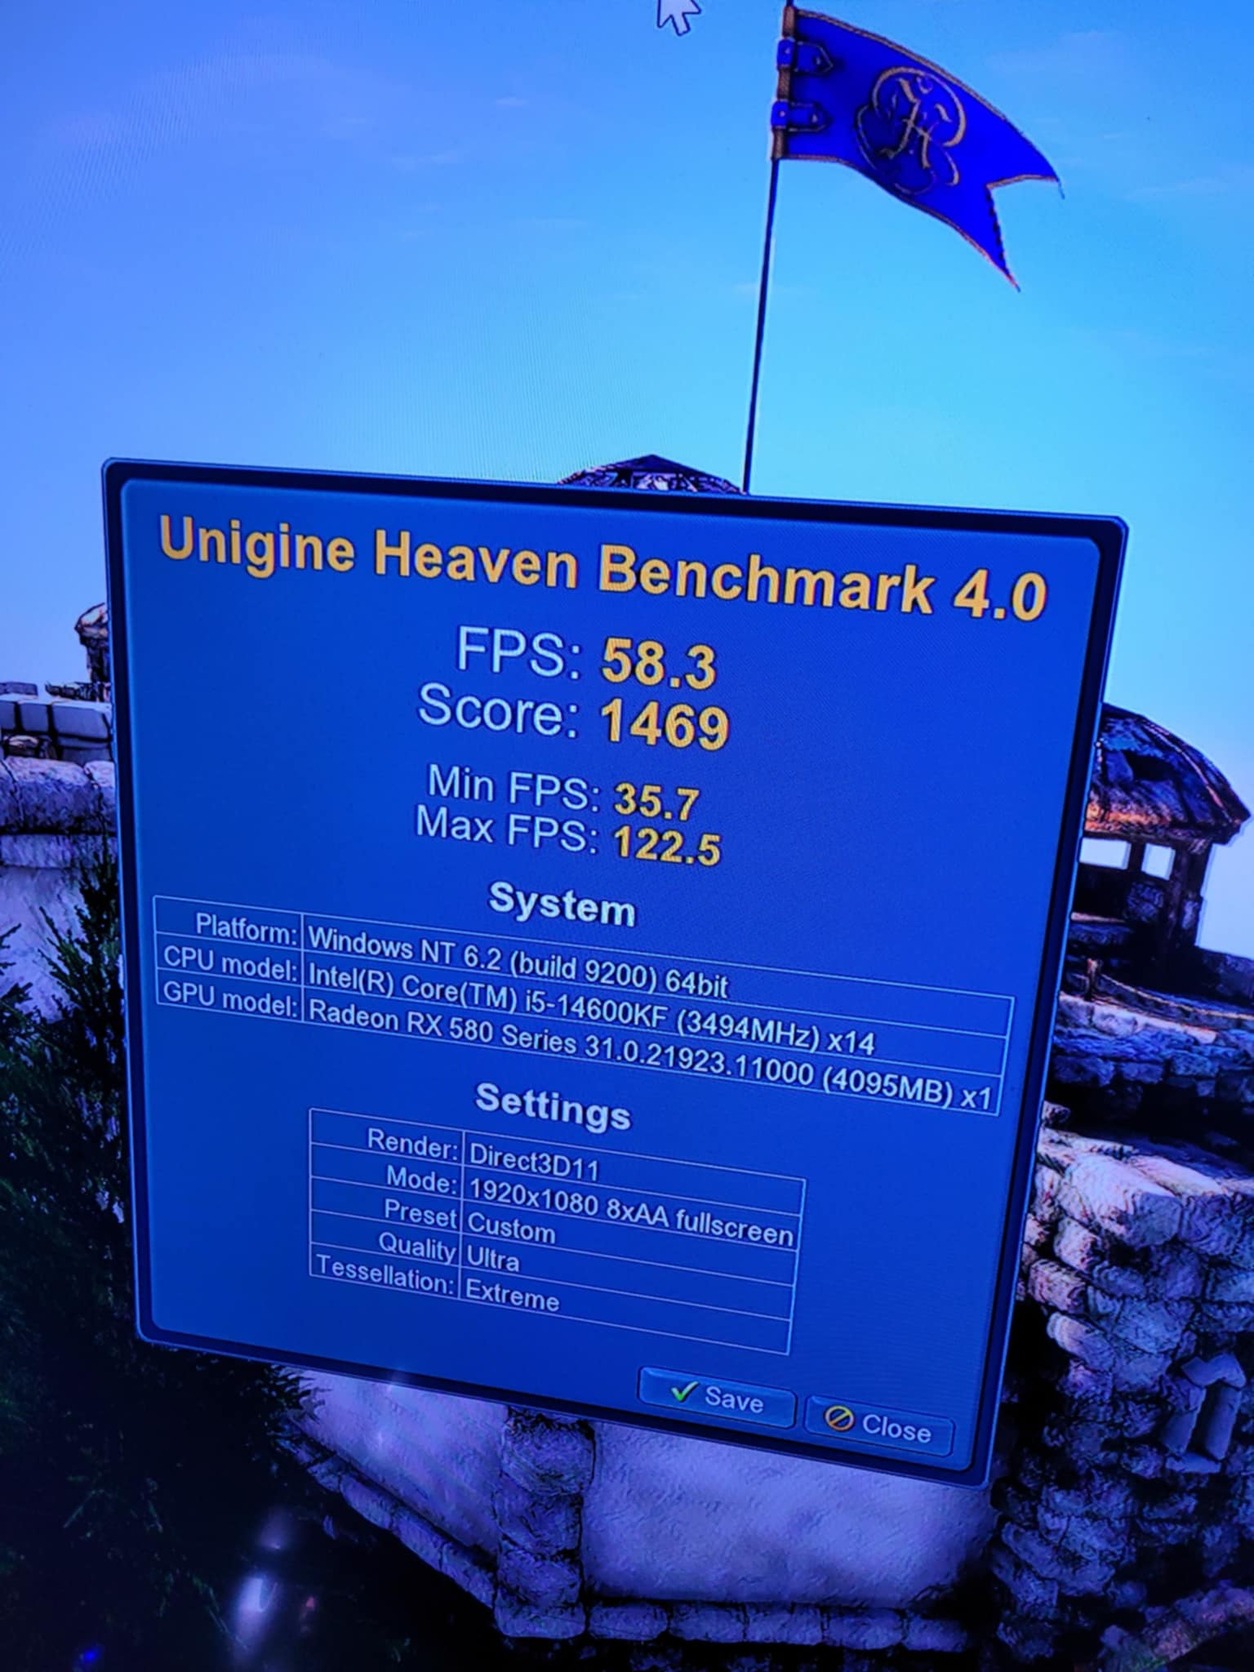 Unigine Heaven Benchmark 4.0
FPS: 58.3
Score: 1469
Min FPS: 35.7
Max FPS: 122.5
System
Platform: Windows NT 6.2 (build 9200) 64bit
CPU model: Intel(R) Core(TM) i5-14600KF (3494MHz) x14
GPU model: Radeon RX 580 Series 31.0.21923.11000 (4095MB) x1
Settings
Render: Direct3D11
Mode: 1920x1080 8xAA fullscreen
Preset Custom
Quality Ultra
Tessellation: Extreme
Save Close